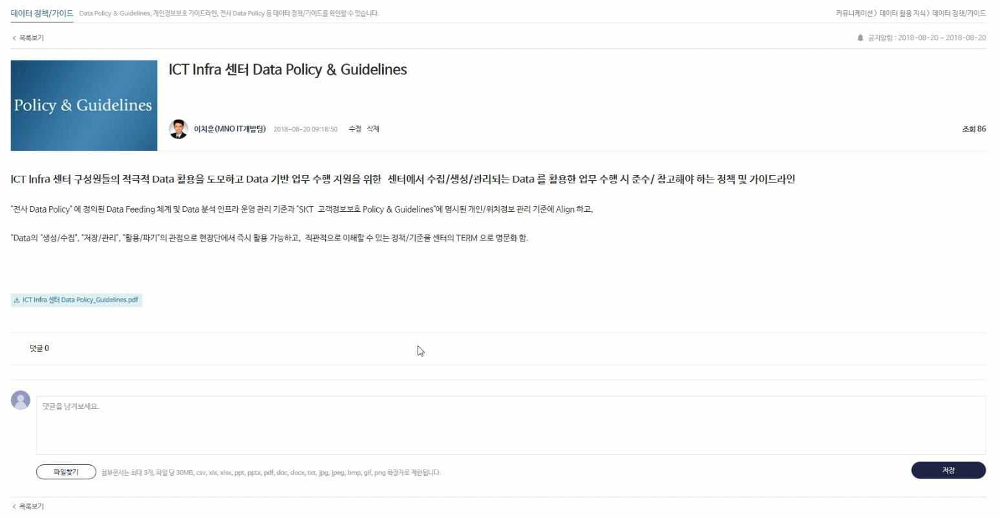 데이터 정책/가이드 Data Policy & Guidelines, 개인정보보호 가이드라인, 전사 Data Policy 등 데이터 정책/가이드를 확인할 수 있습니다. 커뮤니케이션 > 데이터 활용 지식 > 데이터 정책/가이드
< 목록보기 공지알림 : 2018-08-20 ~ 2018-08-20
ICT Infra 센터 Data Policy & Guidelines
Policy & Guidelines
이치훈(MNO IT개발팀) 2018-08-20 09:18:50 수정 삭제 조회 86
ICT Infra 센터 구성원들의 적극적 Data 활용을 도모하고 Data 기반 업무 수행 지원을 위한 센터에서 수집/생성/관리되는 Data 를 활용한 업무 수행 시 준수/ 참고해야 하는 정책 및 가이드라인
"전사 Data Policy" 에 정의된 Data Feeding 체계 및 Data 분석 인프라 운영 관리 기준과 "SKT 고객정보보호 Policy & Guidelines"에 명시된 개인/위치정보 관리 기준에 Align 하고,
"Data의 "생성/수집", "저장/관리", "활용/파기"의 관점으로 현장단에서 즉시 활용 가능하고, 직관적으로 이해할 수 있는 정책/기준을 센터의 TERM 으로 명문화 함.
ICT Infra 센터 Data Policy_Guidelines.pdf
댓글 0
댓글을 남겨보세요.
파일찾기 첨부문서는 최대 3개, 파일 당 30MB, csv, xls, xlsx, ppt, pptx, pdf, doc, docx, txt, jpg, jpeg, bmp, gif, png 확장자로 제한됩니다. 저장
< 목록보기